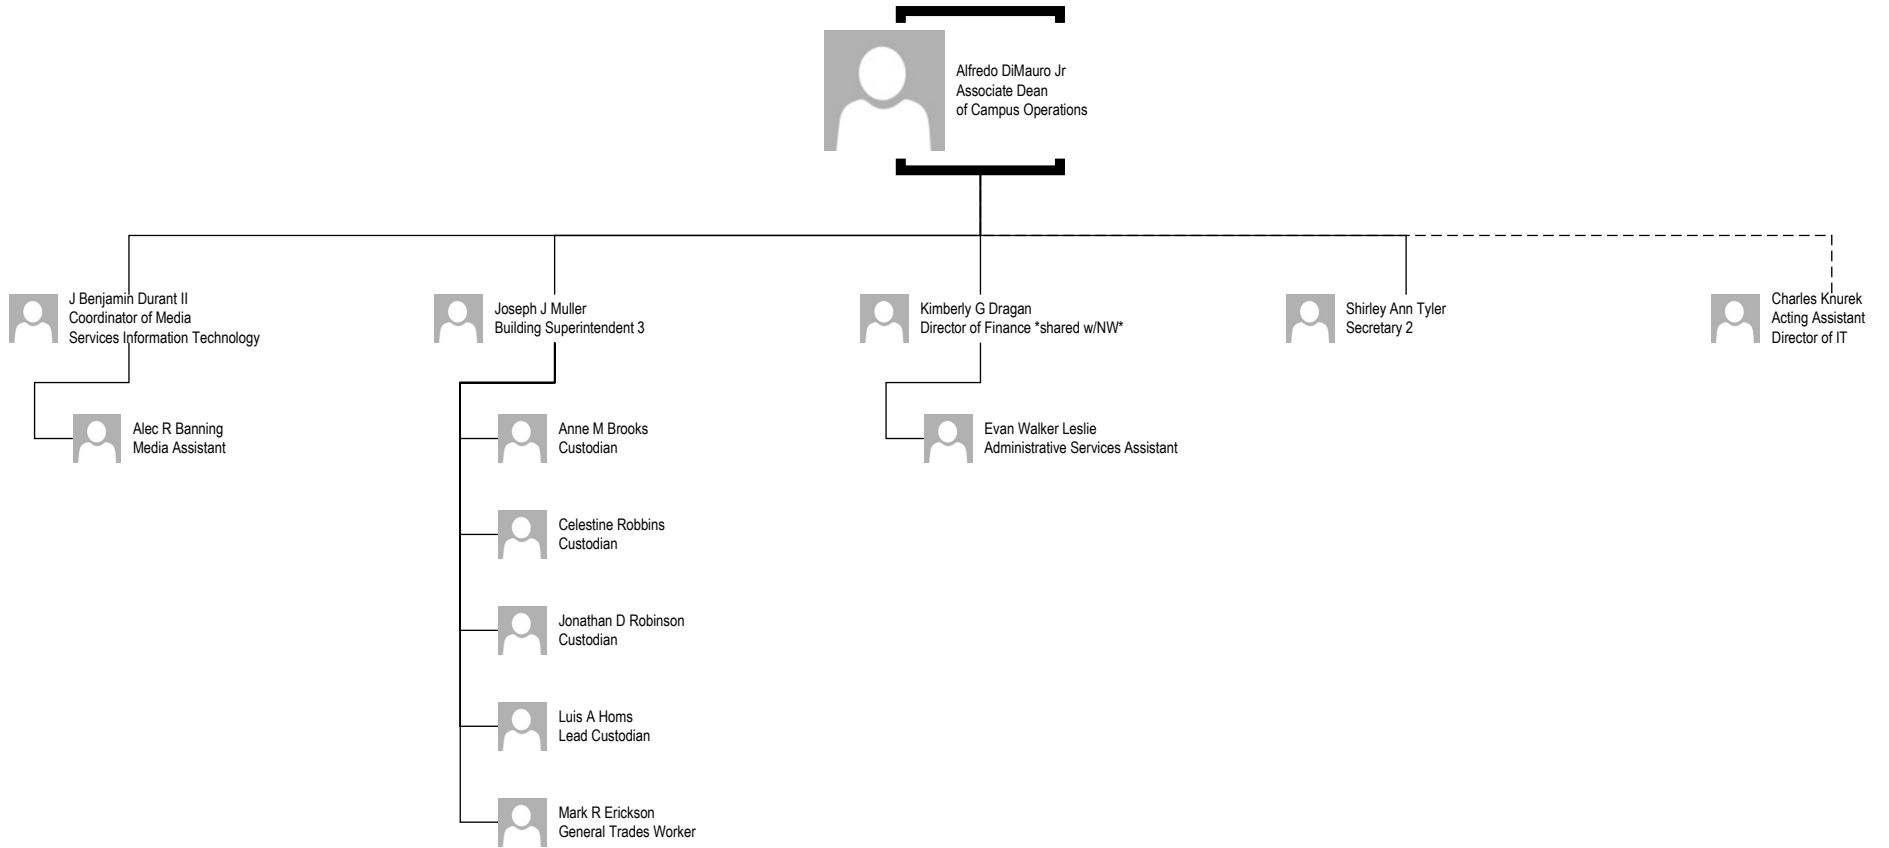 Alfredo DiMauro Jr
Associate Dean
of Campus Operations
J Benjamin Durant II
Coordinator of Media
Services Information Technology
Joseph J Muller
Building Superintendent 3
Kimberly G Dragan
Director of Finance *shared w/NW*
Shirley Ann Tyler
Secretary 2
Charles Knurek
Acting Assistant
Director of IT
Alec R Banning
Media Assistant
Anne M Brooks
Custodian
Evan Walker Leslie
Administrative Services Assistant
Celestine Robbins
Custodian
Jonathan D Robinson
Custodian
Luis A Homs
Lead Custodian
Mark R Erickson
General Trades Worker